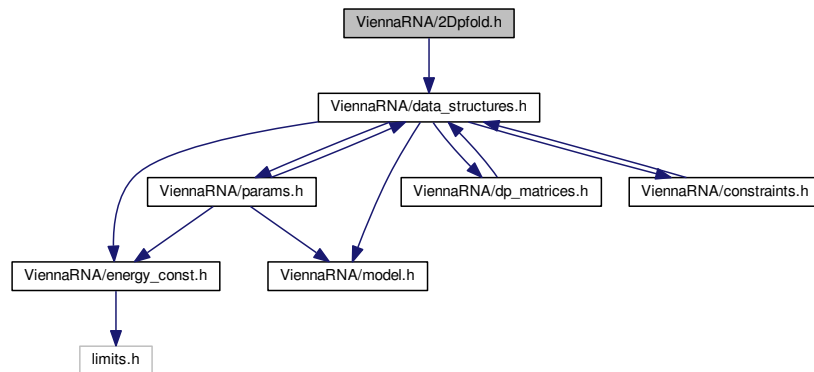 ViennaRNA/2Dpfold.h
ViennaRNA/data_structures.h
ViennaRNA/params.h
ViennaRNA/dp_matrices.h
ViennaRNA/constraints.h
ViennaRNA/energy_const.h
ViennaRNA/model.h
limits.h